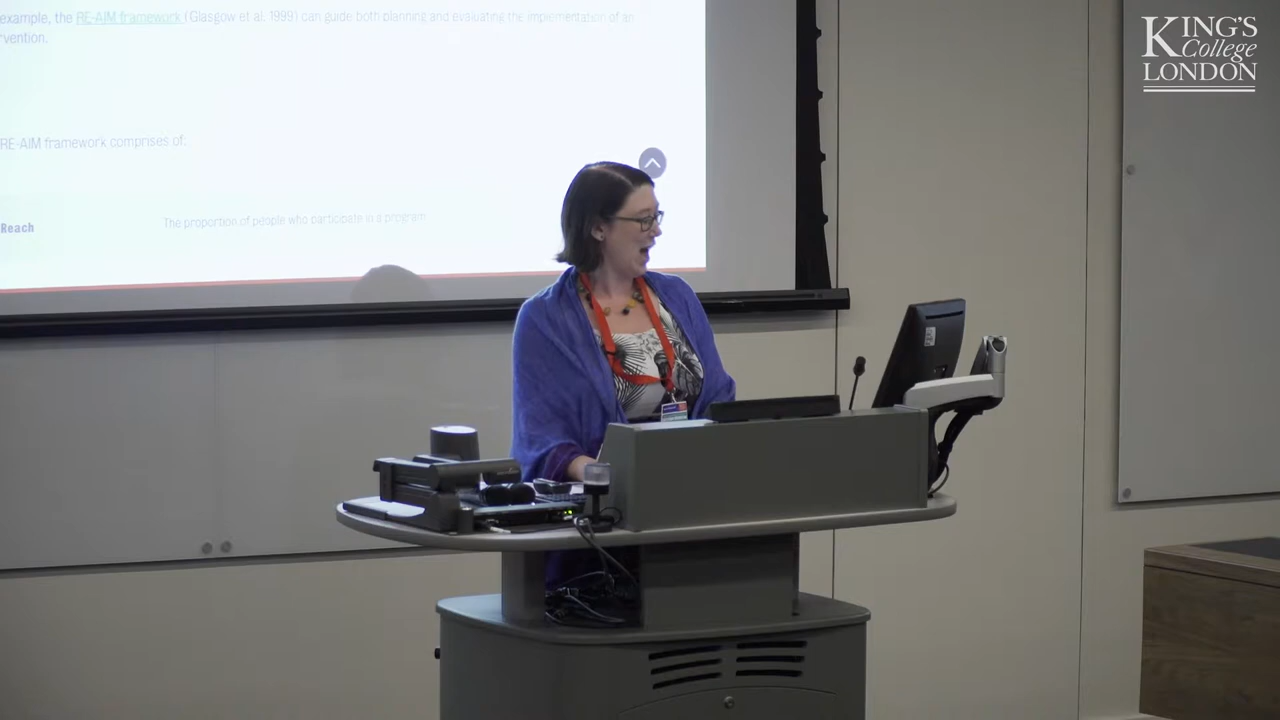 example, the RE-AIM framework (Glasgow et al. 1999) can guide both planning and evaluating the implementation of an
rvention.
RE-AIM framework comprises of:
Reach
The proportion of people who participate in a program
KING'S
College
LONDON